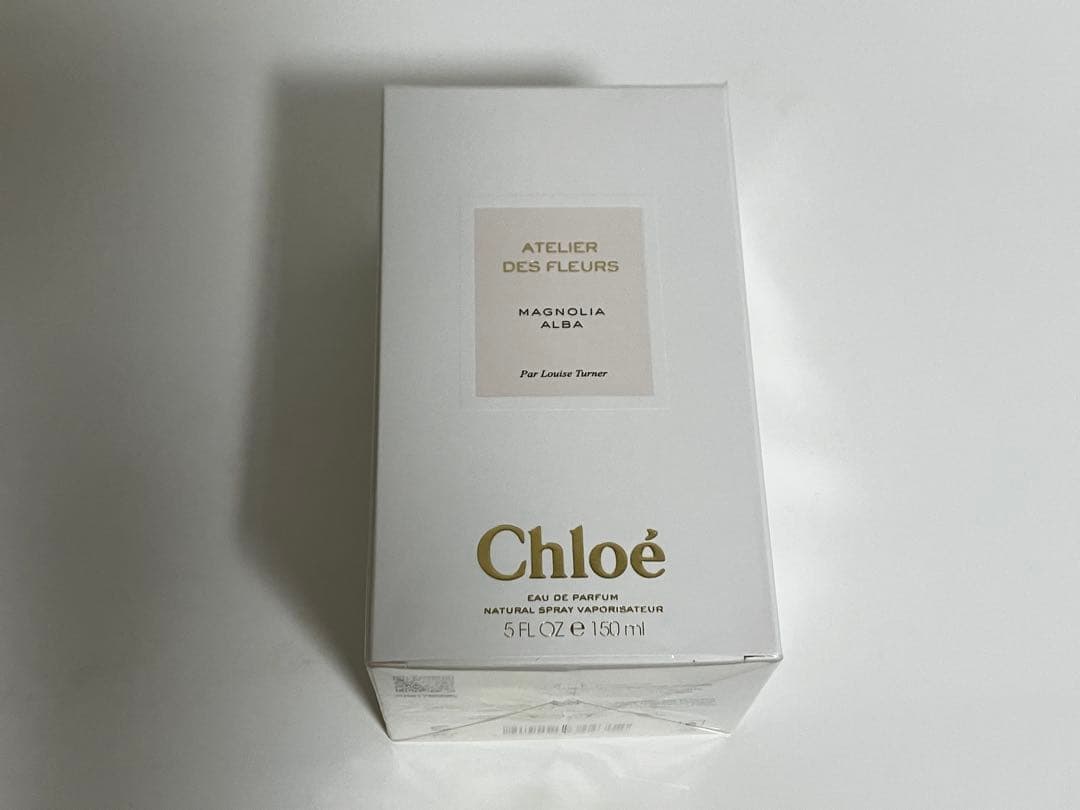 ATELIER
DES FLEURS
MAGNOLIA
ALBA
Par Louise Turner
Chloé
EAU DE PARFUM
NATURAL SPRAY VAPORISATEUR
5 FL OZ e 150 ml